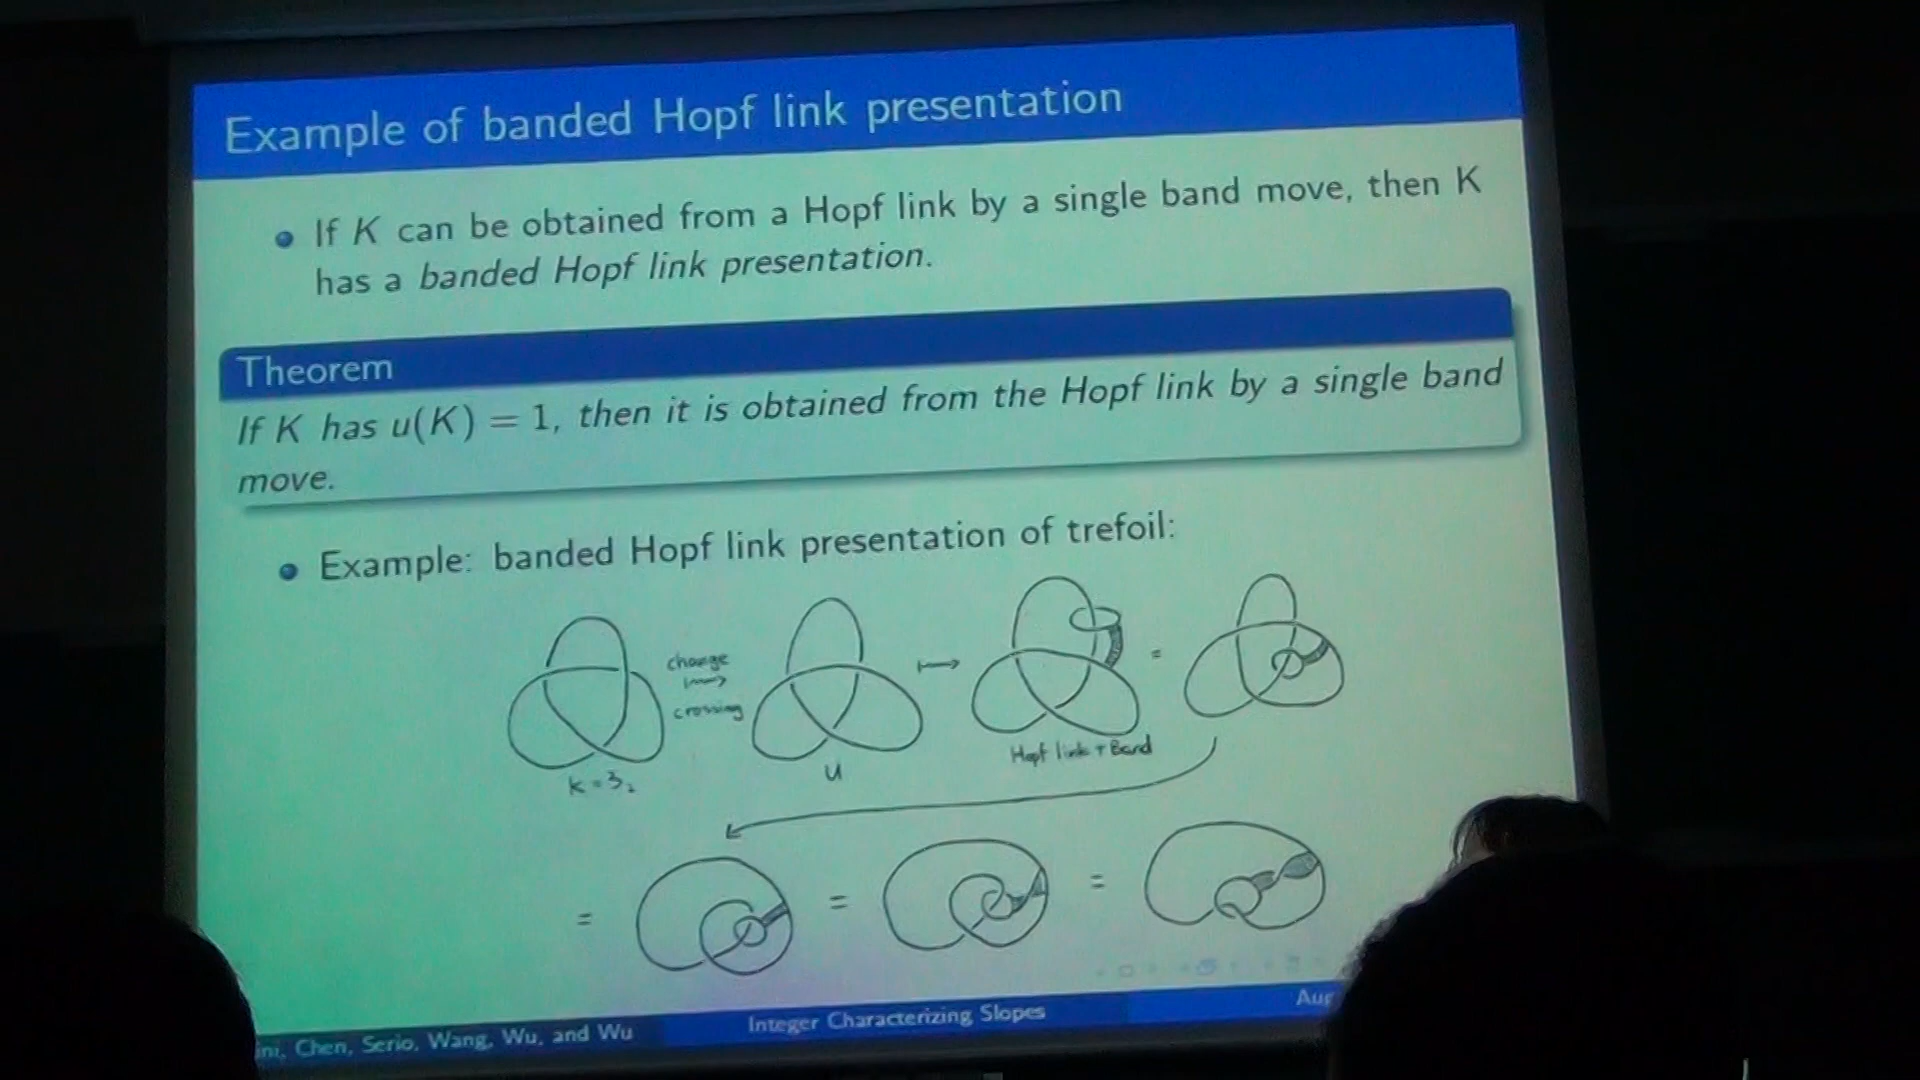 Example of banded Hopf link presentation
If K can be obtained from a Hopf link by a single band move, then K
has a banded Hopf link presentation.
Theorem
If K has u(K) = 1, then it is obtained from the Hopf link by a single band
move.
Example: banded Hopf link presentation of trefoil:
change
crossing
=
K = 3₂
U
Hopf link + Band
=
=
=
Chen, Serio, Wang, Wu, and Wu
Integer Characterizing Slopes